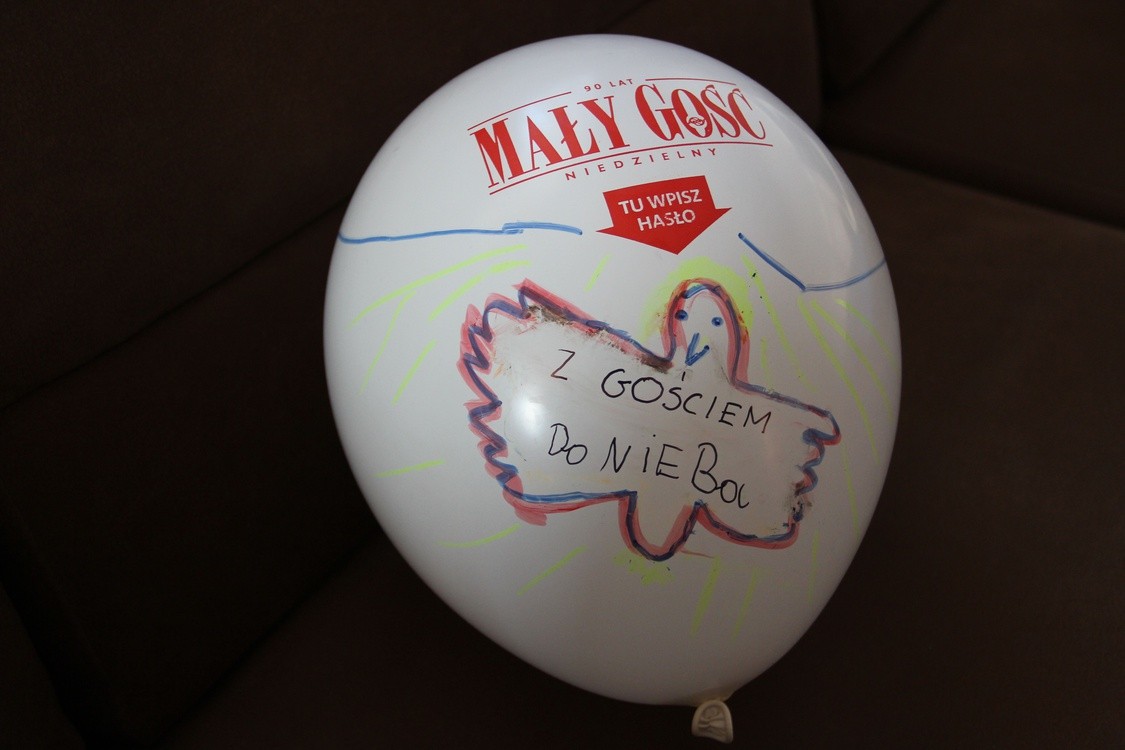 90 LAT
MAŁY GOŚĆ
NIEDZIELNY
TU WPISZ
HASŁO
Z GOŚCIEM
DO NIEBa